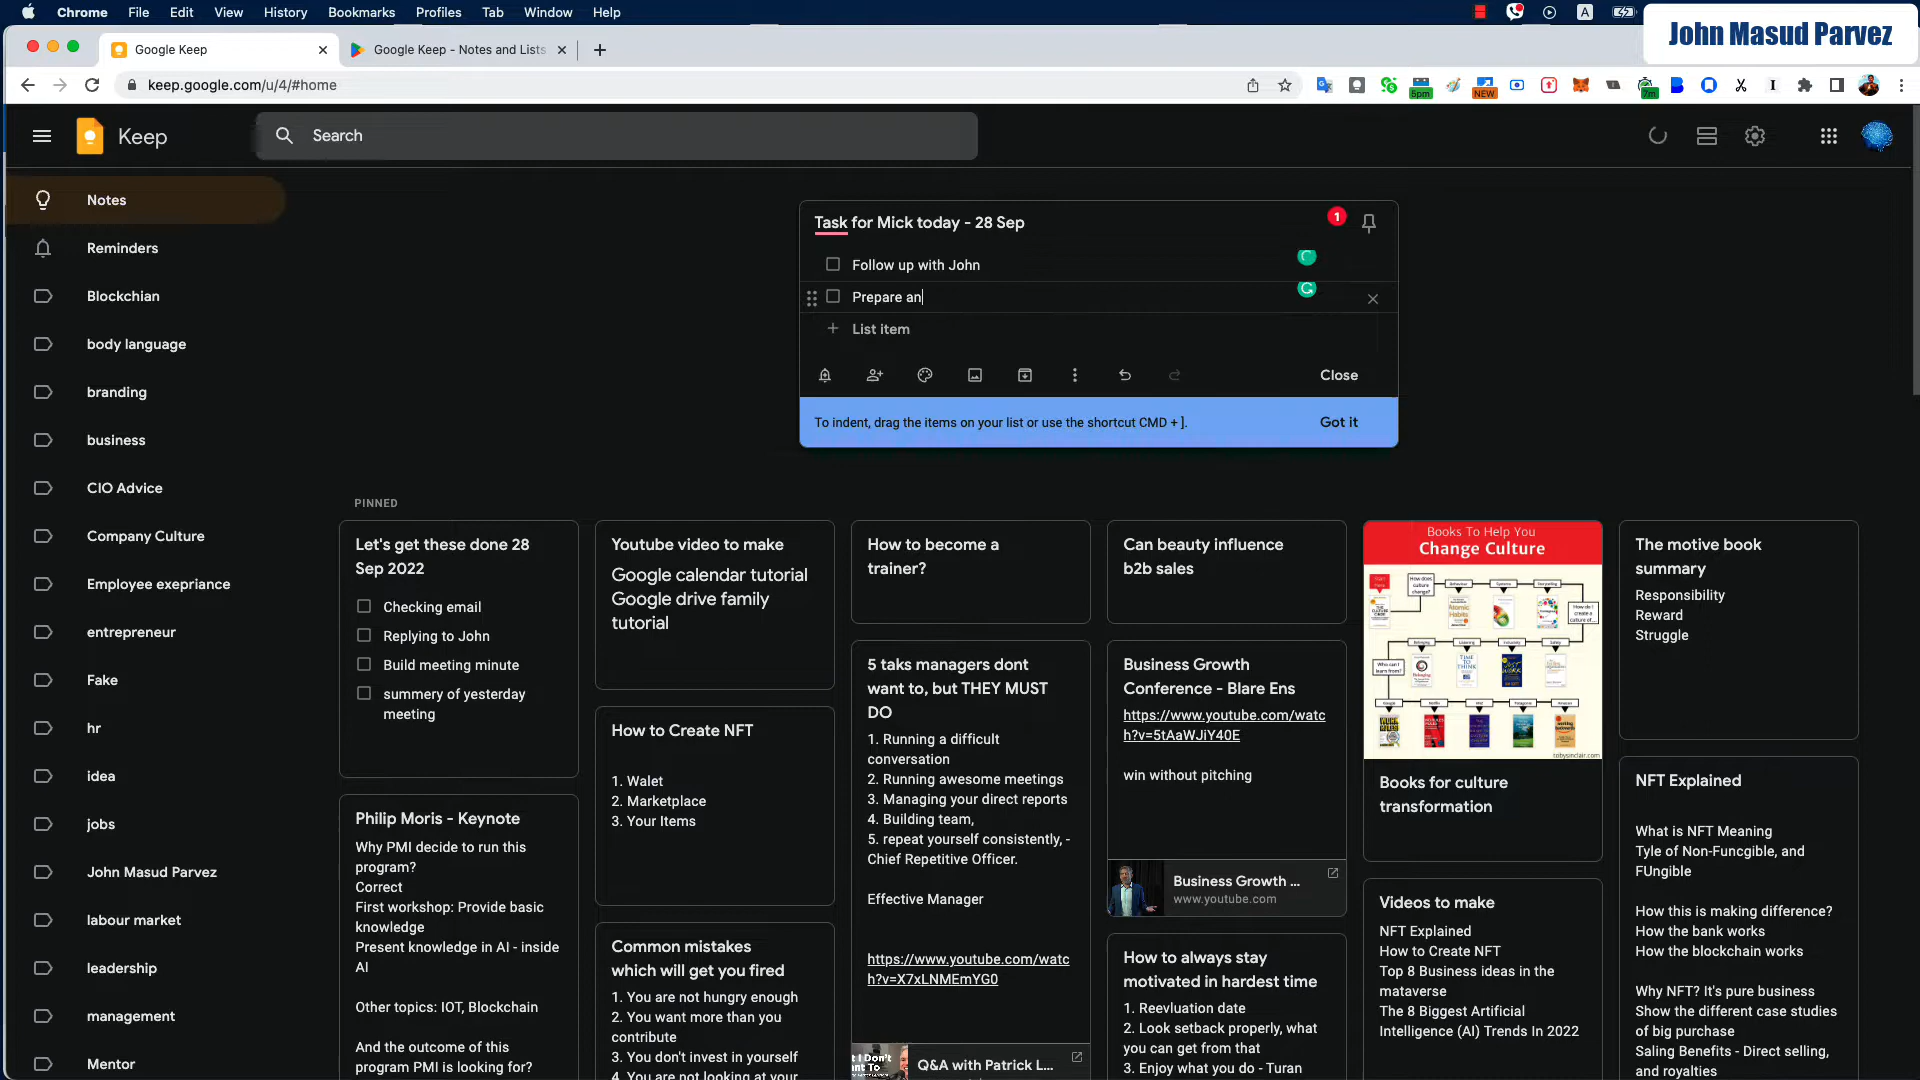 Chrome File Edit View History Bookmarks Profiles Tab Window Help
A
John Masud Parvez
Google Keep
Google Keep - Notes and Lists
keep.google.com/u/4/#home
5pm
NEW
7m
Keep
Search
Notes
Reminders
Blockchian
body language
branding
business
CIO Advice
Company Culture
Employee exepriance
entrepreneur
Fake
hr
idea
jobs
John Masud Parvez
labour market
leadership
management
Mentor
Task for Mick today - 28 Sep
1
Follow up with John
Prepare an
List item
Close
To indent, drag the items on your list or use the shortcut CMD + ].
Got it
PINNED
Let's get these done 28
Sep 2022
Checking email
Replying to John
Build meeting minute
summery of yesterday
meeting
Philip Moris - Keynote
Why PMI decide to run this
program?
Correct
First workshop: Provide basic
knowledge
Present knowledge in AI - inside
AI
Other topics: IOT, Blockchain
And the outcome of this
program PMI is looking for?
Youtube video to make
Google calendar tutorial
Google drive family
tutorial
How to Create NFT
1. Walet
2. Marketplace
3. Your Items
Common mistakes
which will get you fired
1. You are not hungry enough
2. You want more than you
contribute
3. You don't invest in yourself
4. You are not looking at your
How to become a
trainer?
5 taks managers dont
want to, but THEY MUST
DO
1. Running a difficult
conversation
2. Running awesome meetings
3. Managing your direct reports
4. Building team,
5. repeat yourself consistently, -
Chief Repetitive Officer.
Effective Manager
https://www.youtube.com/watc
h?v=X7xLNMEmYG0
Q&A with Patrick L...
Can beauty influence
b2b sales
Business Growth
Conference - Blare Ens
https://www.youtube.com/watc
h?v=5tAaWJiY40E
win without pitching
Business Growth ...
www.youtube.com
How to always stay
motivated in hardest time
1. Reevluation date
2. Look setback properly, what
you can get from that
3. Enjoy what you do - Turan
Books To Help You
Change Culture
tobysinclair.com
Books for culture
transformation
Videos to make
NFT Explained
How to Create NFT
Top 8 Business ideas in the
mataverse
The 8 Biggest Artificial
Intelligence (AI) Trends In 2022
The motive book
summary
Responsibility
Reward
Struggle
NFT Explained
What is NFT Meaning
Tyle of Non-Funcgible, and
FUngible
How this is making difference?
How the bank works
How the blockchain works
Why NFT? It's pure business
Show the different case studies
of big purchase
Saling Benefits - Direct selling,
and royalties